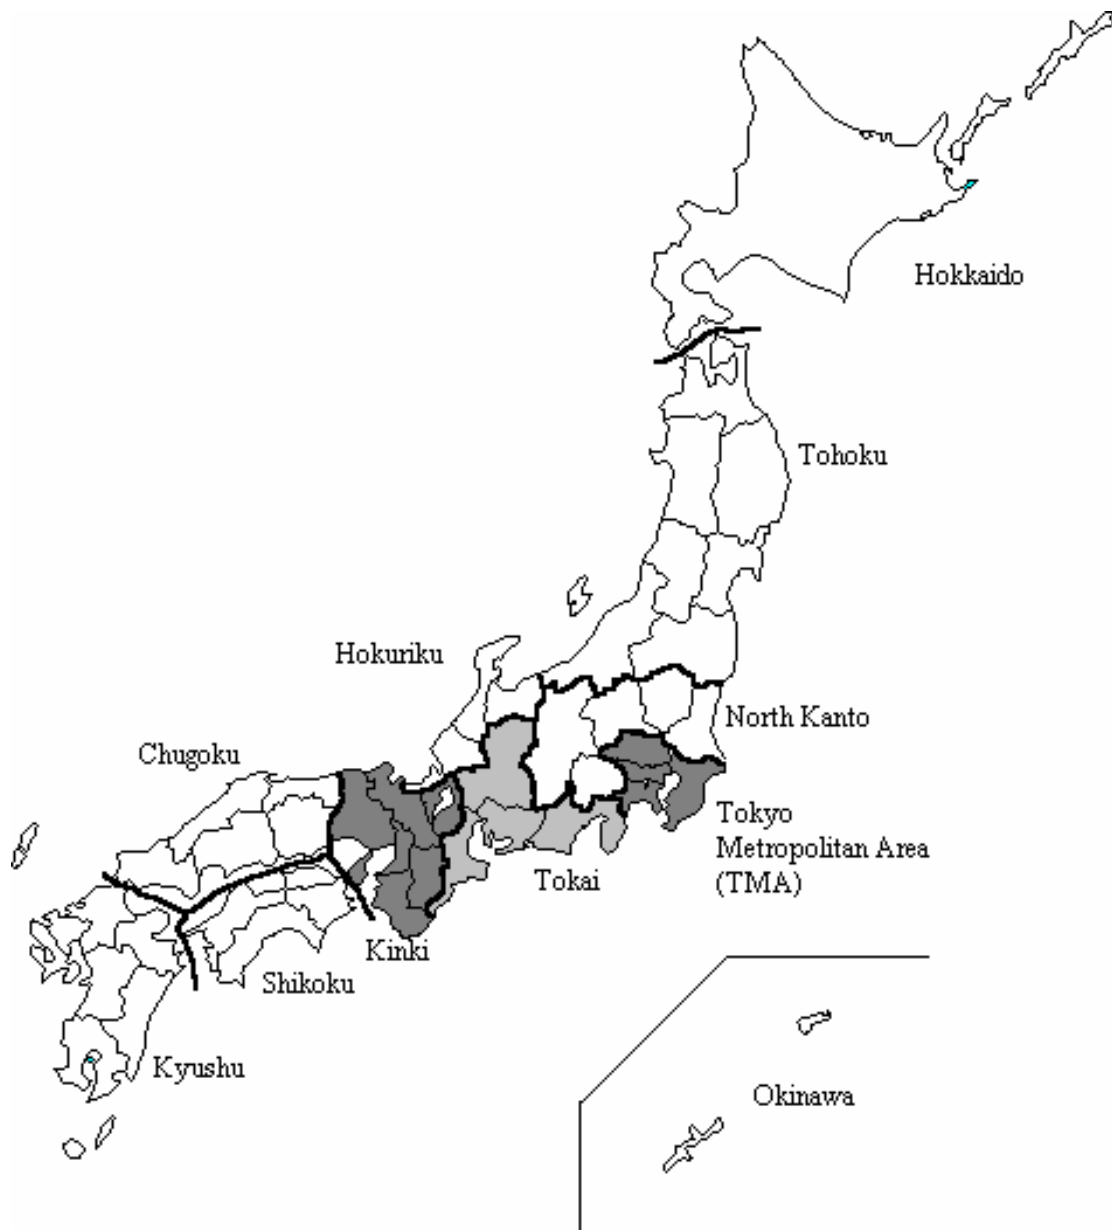 Hokkaido
Tohoku
Hokuriku
North Kanto
Chugoku
Tokyo
Metropolitan Area
(TMA)
Tokai
Kinki
Shikoku
Kyushu
Okinawa